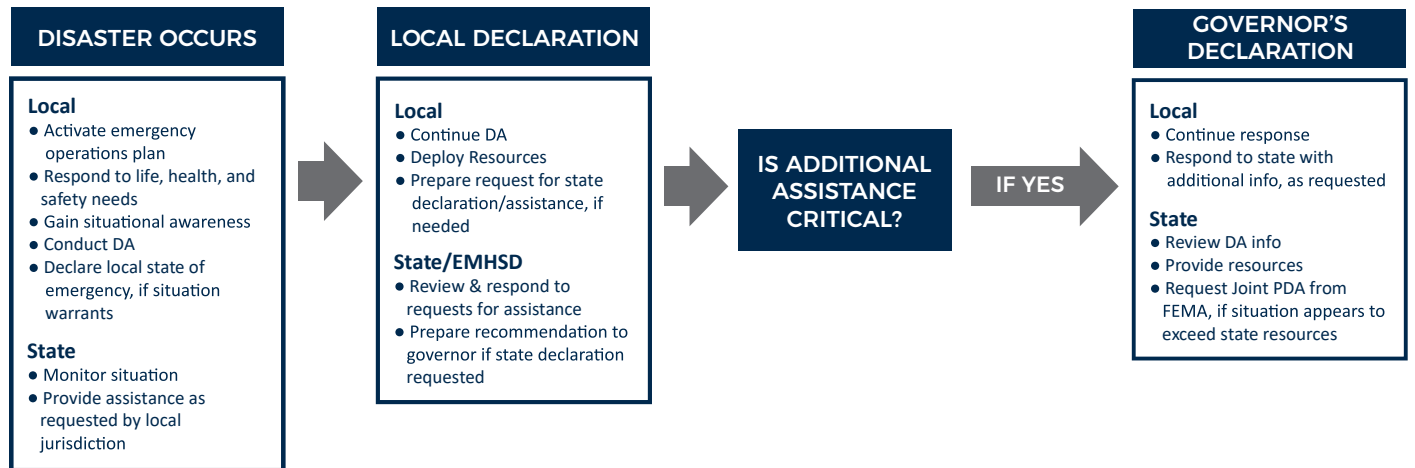 DISASTER OCCURS
Local
● Activate emergency
operations plan
● Respond to life, health, and
safety needs
● Gain situational awareness
● Conduct DA
● Declare local state of
emergency, if situation
warrants
State
● Monitor situation
● Provide assistance as
requested by local
jurisdiction
LOCAL DECLARATION
Local
● Continue DA
● Deploy Resources
● Prepare request for state
declaration/assistance, if
needed
State/EMHSD
● Review & respond to
requests for assistance
● Prepare recommendation to
governor if state declaration
requested
IS ADDITIONAL
ASSISTANCE
CRITICAL?
IF YES
GOVERNOR’S
DECLARATION
Local
● Continue response
● Respond to state with
additional info, as requested
State
● Review DA info
● Provide resources
● Request Joint PDA from
FEMA, if situation appears to
exceed state resources